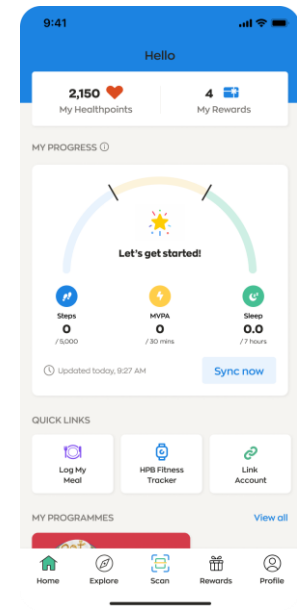 9:41
Hello
2,150
4
My Healthpoints
My Rewards
MY PROGRESS
Let's get started!
Steps
0
/ 5,000
MVPA
0
/ 30 mins
Sleep
0.0
/ 7 hours
Updated today, 9:27 AM
Sync now
QUICK LINKS
Log My
Meal
HPB Fitness
Tracker
Link
Account
MY PROGRAMMES
View all
Home
Explore
Scan
Rewards
Profile